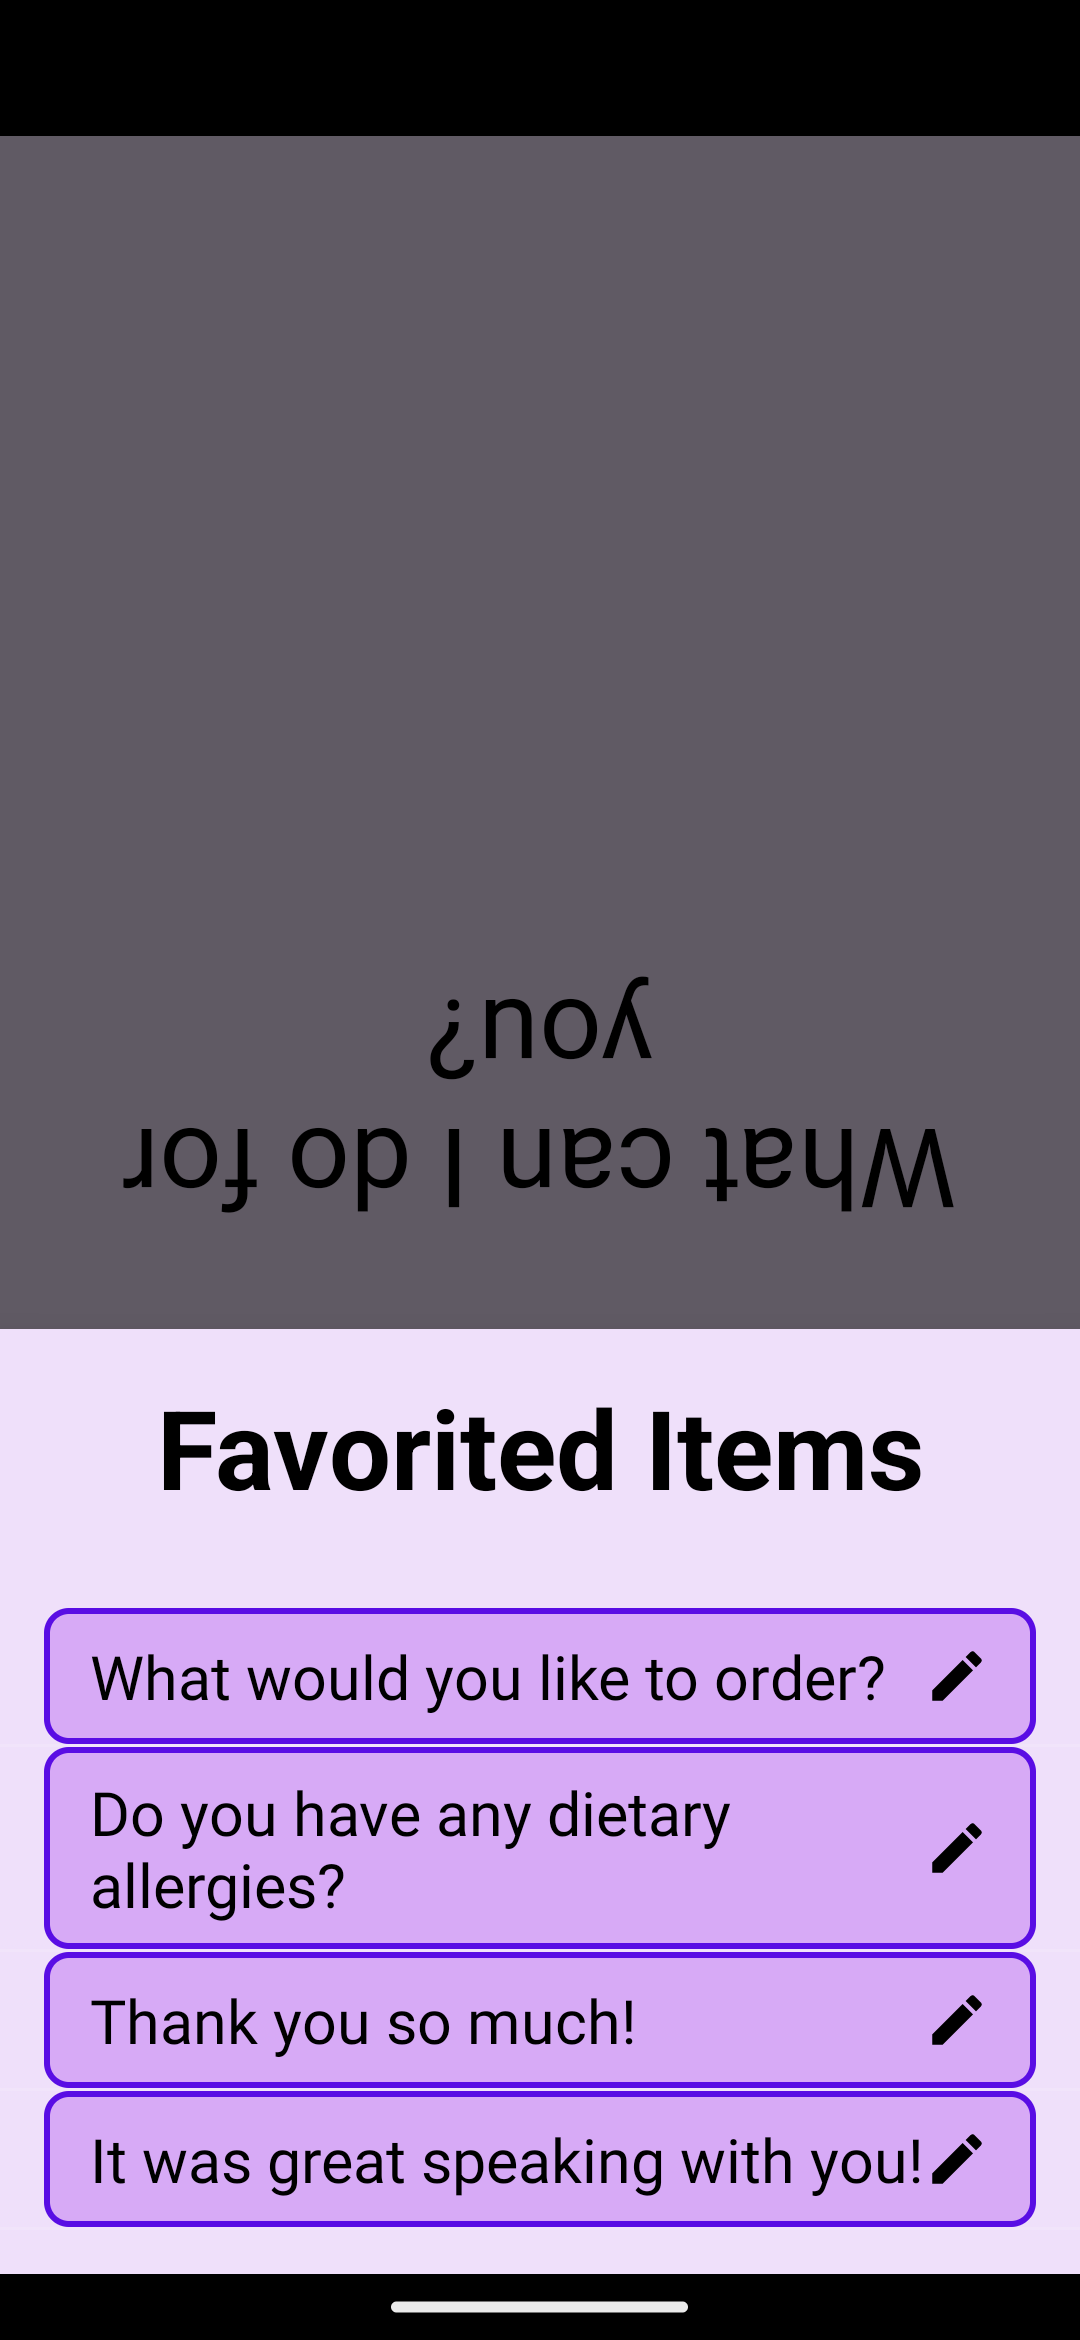 What can I do for
you?
Favorited Items
What would you like to order?
Do you have any dietary
allergies?
Thank you so much!
It was great speaking with you!